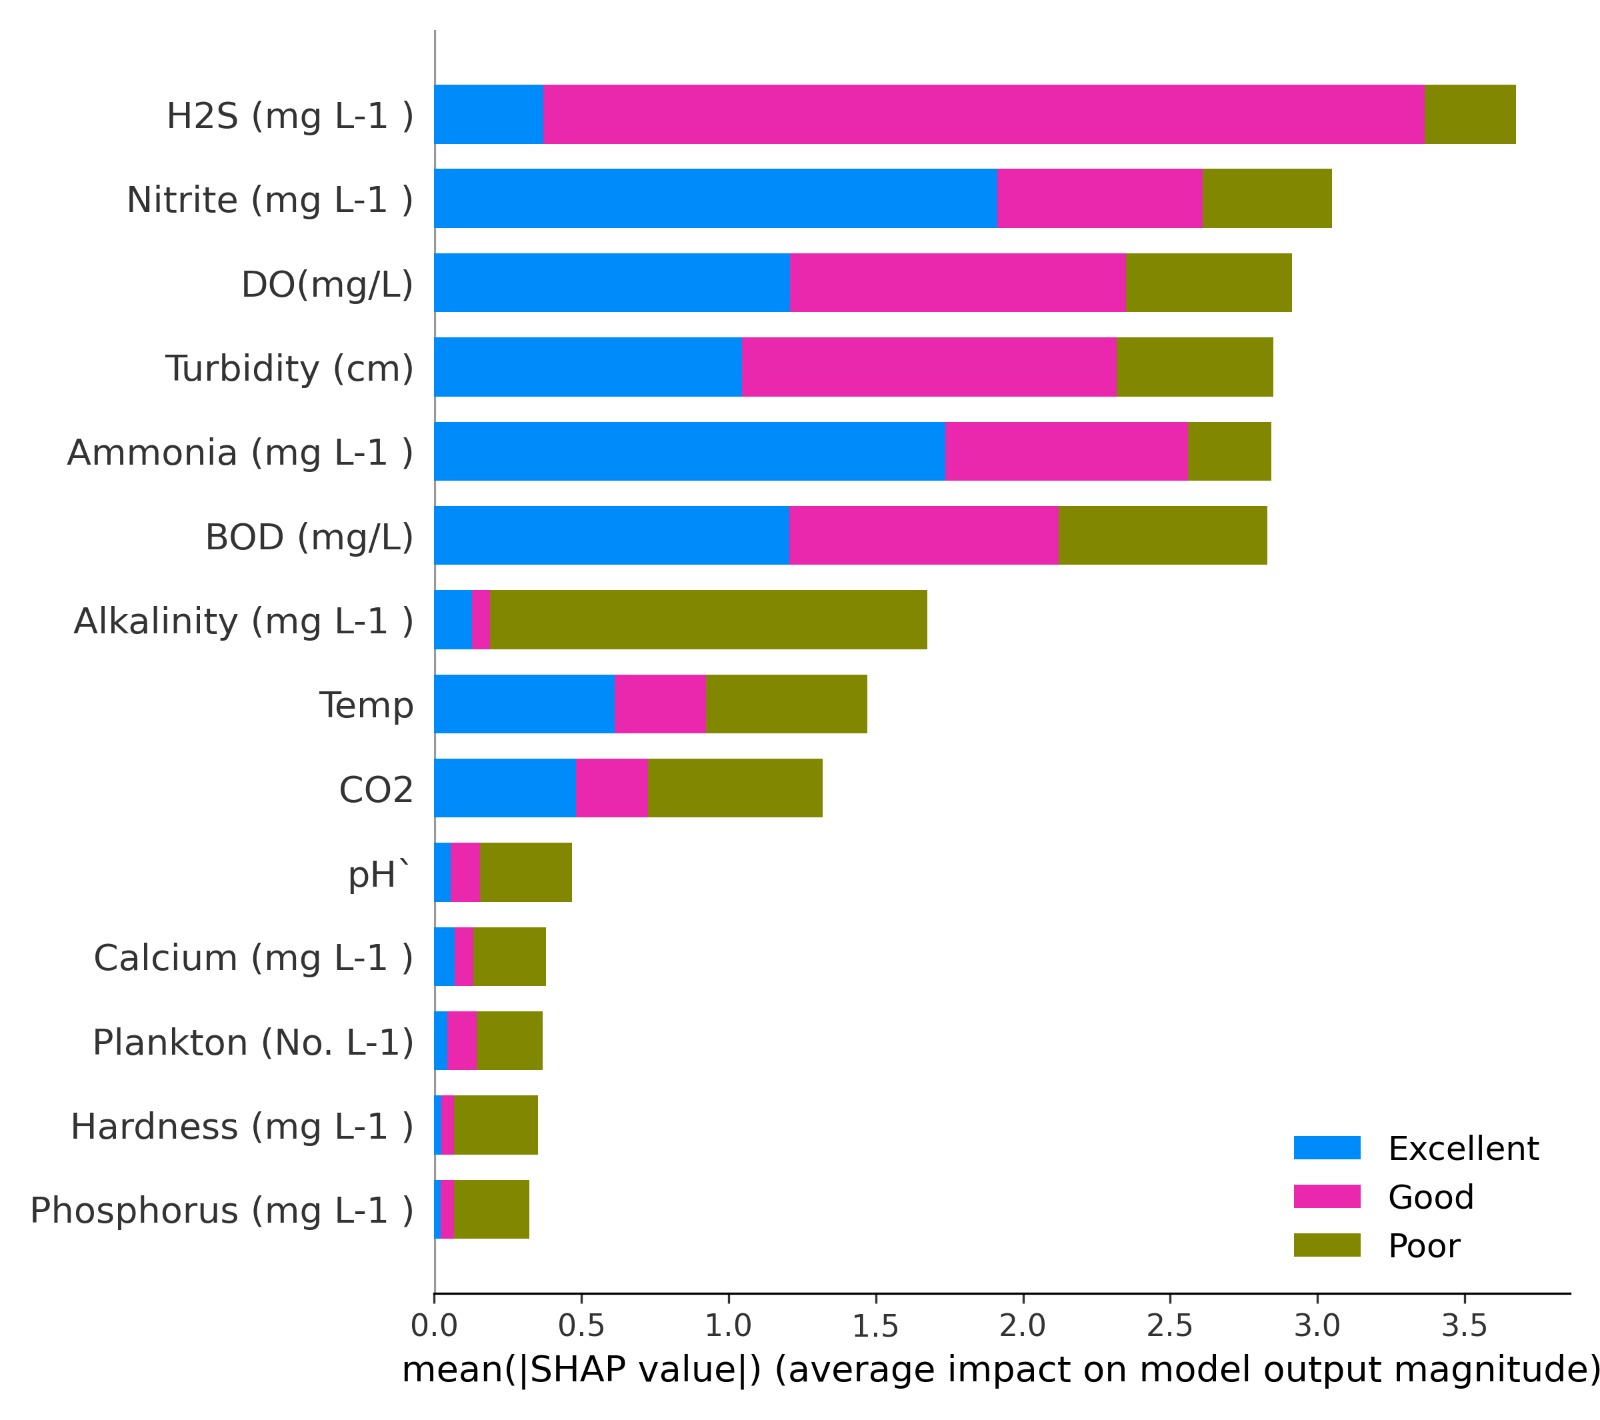 H2S (mg L-1 )
Nitrite (mg L-1 )
DO(mg/L)
Turbidity (cm)
Ammonia (mg L-1 )
BOD (mg/L)
Alkalinity (mg L-1 )
Temp
CO2
pH`
Calcium (mg L-1 )
Plankton (No. L-1)
Hardness (mg L-1 )
Phosphorus (mg L-1 )
Excellent
Good
Poor
0.0 0.5 1.0 1.5 2.0 2.5 3.0 3.5
mean(|SHAP value|) (average impact on model output magnitude)